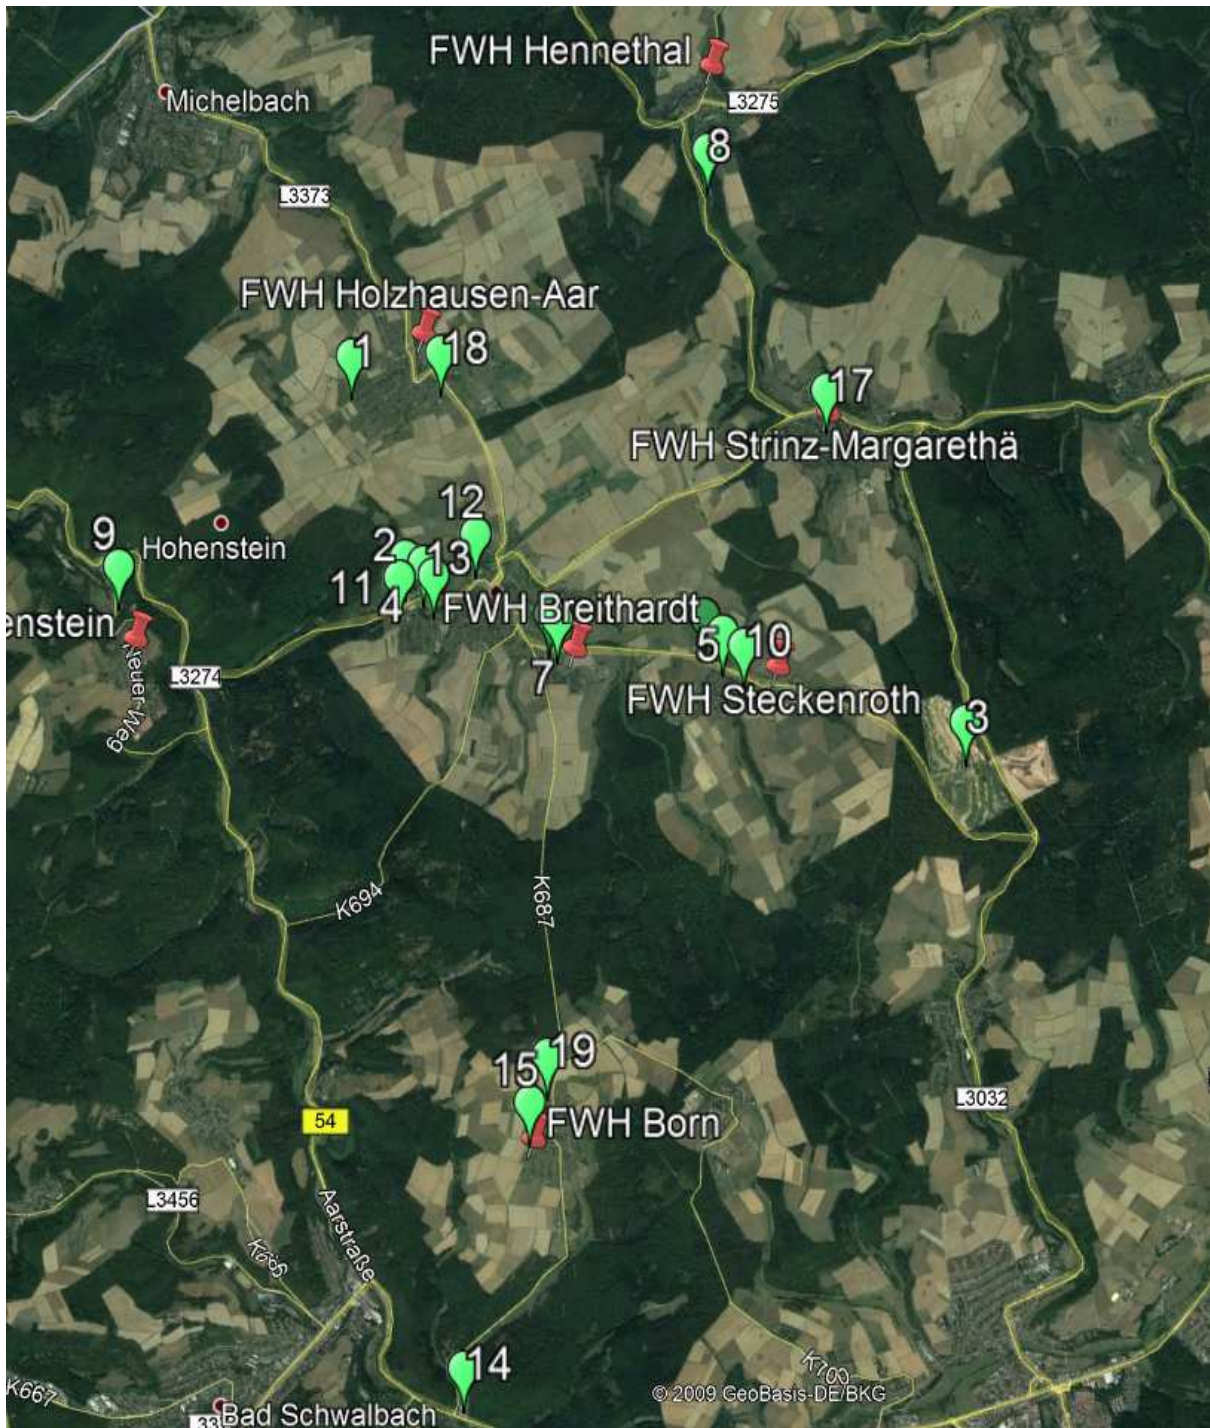 FWH Hennethal
L3275
Michelbach
8
L3373
FWH Holzhausen-Aar
1
18
17
FWH Strinz-Margarethä
12
9
Hohenstein
2
13
11
4
FWH Breithardt
enstein
5
10
7
Neuer-Weg
L3274
FWH Steckenroth
3
K694
K687
19
15
FWH Born
L3032
54
L3456
Aarstraße
K700
14
K667
© 2009 GeoBasis-DE/BKG
Bad Schwalbach